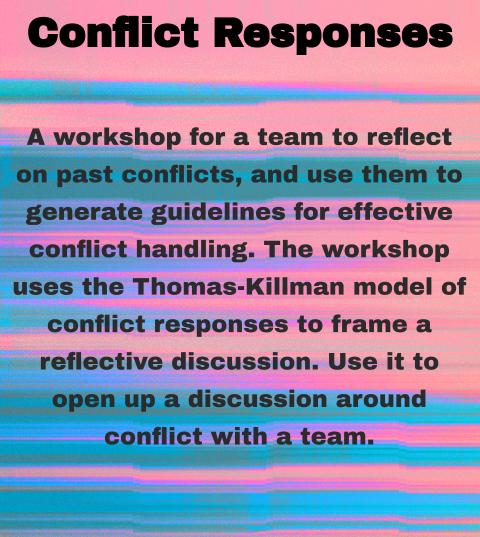 Conflict Responses
A workshop for a team to reflect
on past conflicts, and use them to
generate guidelines for effective
conflict handling. The workshop
uses the Thomas-Killman model of
conflict responses to frame a
reflective discussion. Use it to
open up a discussion around
conflict with a team.